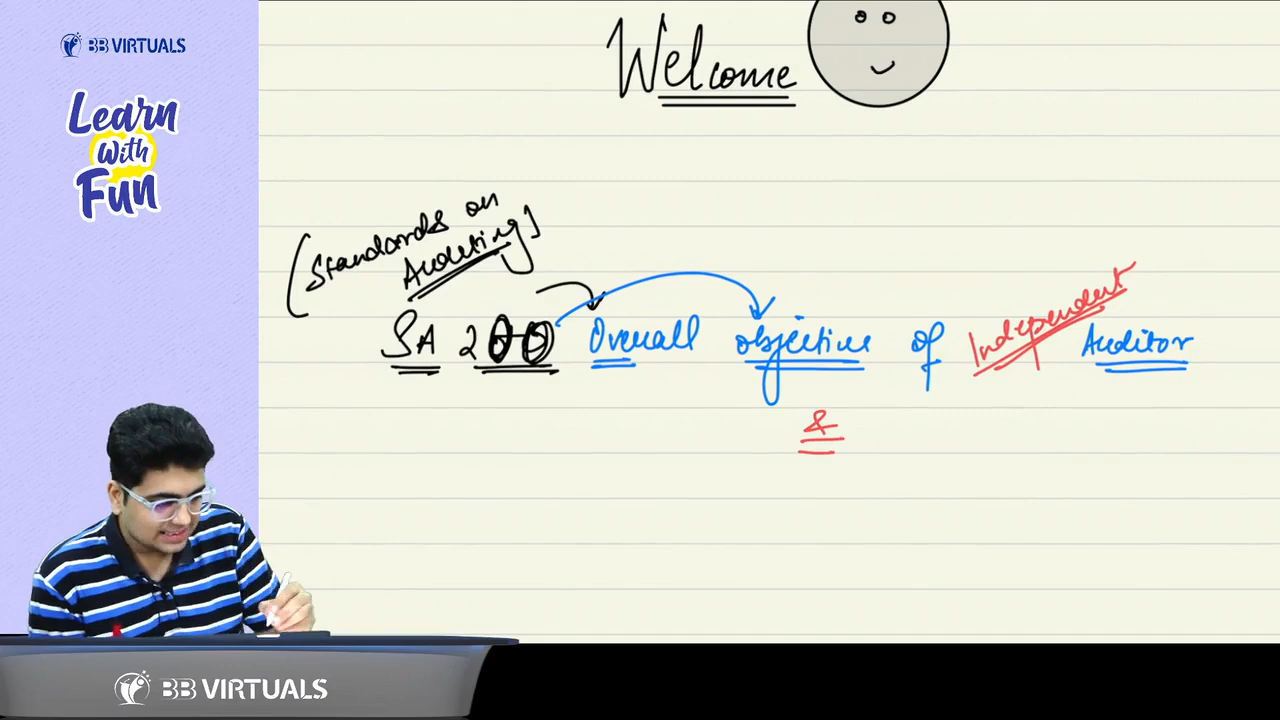 BB VIRTUALS
Learn
With
Fun
Welcome
(Standards on
Auditing)
SA 200 Overall objective of Independent Auditor
&
BB VIRTUALS